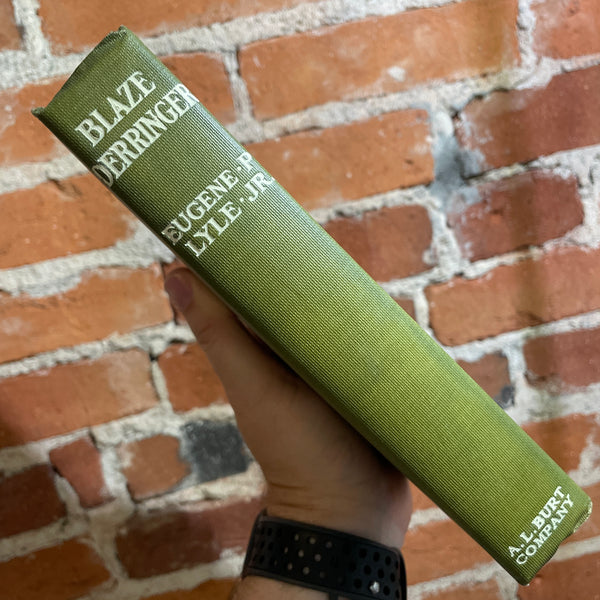 BLAZE
DERRINGER
EUGENE · P
LYLE · JR
A. L. BURT
COMPANY